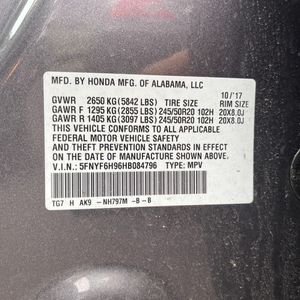 MFD. BY HONDA MFG. OF ALABAMA, LLC
10/'17
GVWR 2650 KG (5842 LBS) TIRE SIZE RIM SIZE
GAWR F 1295 KG (2855 LBS) 245/50R20 102H 20X8.0J
GAWR R 1405 KG (3097 LBS) 245/50R20 102H 20X8.0J
THIS VEHICLE CONFORMS TO ALL APPLICABLE
FEDERAL MOTOR VEHICLE SAFETY
AND THEFT PREVENTION STANDARDS IN EFFECT
ON THE DATE OF MANUFACTURE SHOWN ABOVE.
V.I.N.: 5FNYF6H96HB084796 TYPE: MPV
TG7 H AK9 -NH797M -B -B